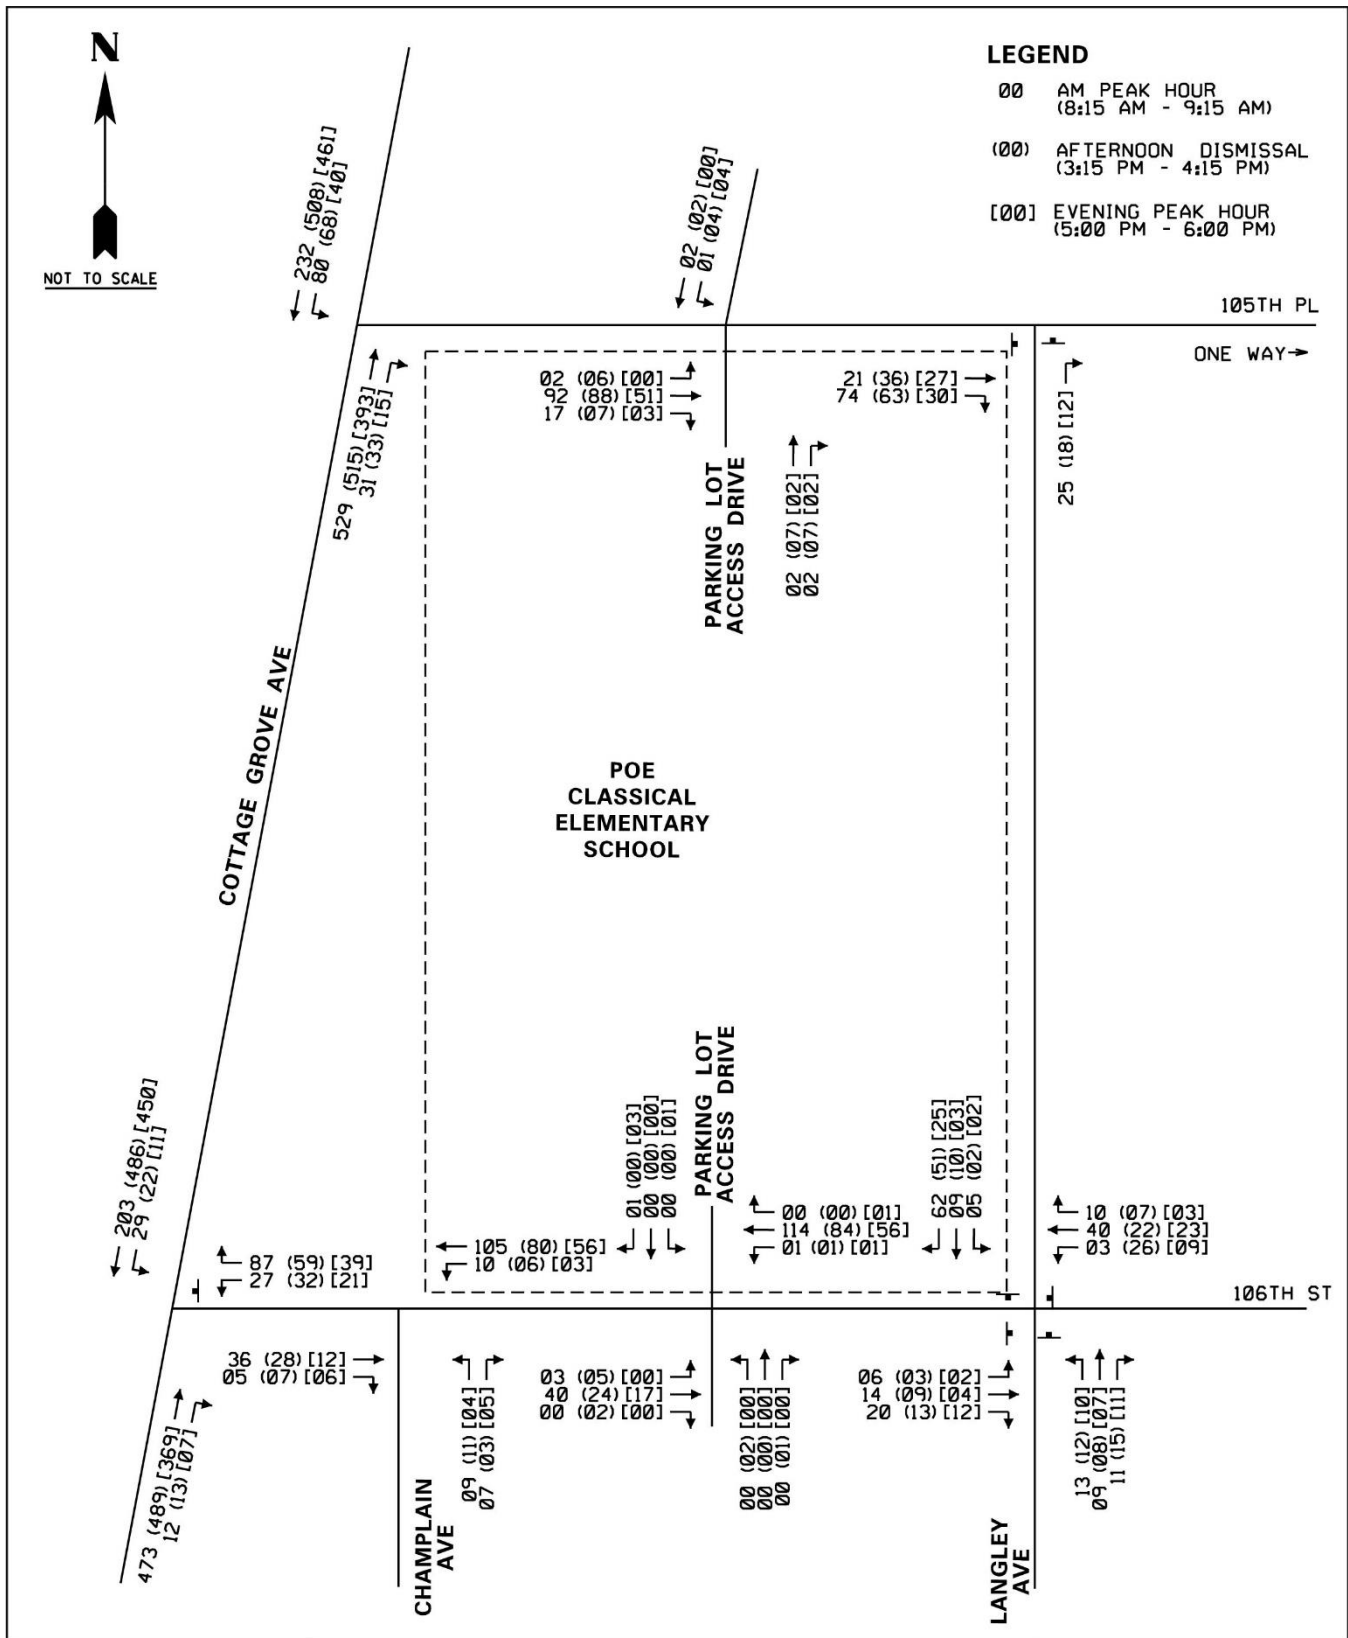 N
NOT TO SCALE
LEGEND
00 AM PEAK HOUR
(8:15 AM - 9:15 AM)
(00) AFTERNOON DISMISSAL
(3:15 PM - 4:15 PM)
[00] EVENING PEAK HOUR
(5:00 PM - 6:00 PM)
232 (508) [461]
80 (68) [40]
02 (02) [00]
01 (04) [04]
105TH PL
ONE WAY
529 (515) [393]
31 (33) [15]
02 (06) [00]
92 (88) [51]
17 (07) [03]
21 (36) [27]
74 (63) [30]
25 (18) [12]
PARKING LOT
ACCESS DRIVE
02 (07) [02]
02 (07) [02]
COTTAGE GROVE AVE
POE
CLASSICAL
ELEMENTARY
SCHOOL
PARKING LOT
ACCESS DRIVE
203 (486) [450]
29 (22) [11]
01 (00) [03]
00 (00) [00]
00 (00) [01]
62 (51) [25]
09 (10) [03]
05 (02) [02]
87 (59) [39]
27 (32) [21]
105 (80) [56]
10 (06) [03]
00 (00) [01]
114 (84) [56]
01 (01) [01]
10 (07) [03]
40 (22) [23]
03 (26) [09]
106TH ST
36 (28) [12]
05 (07) [06]
09 (11) [04]
07 (03) [05]
03 (05) [00]
40 (24) [17]
00 (02) [00]
00 (02) [00]
00 (00) [00]
00 (01) [00]
06 (03) [02]
14 (09) [04]
20 (13) [12]
13 (12) [10]
09 (08) [07]
11 (15) [11]
473 (489) [369]
12 (13) [07]
CHAMPLAIN
AVE
LANGLEY
AVE